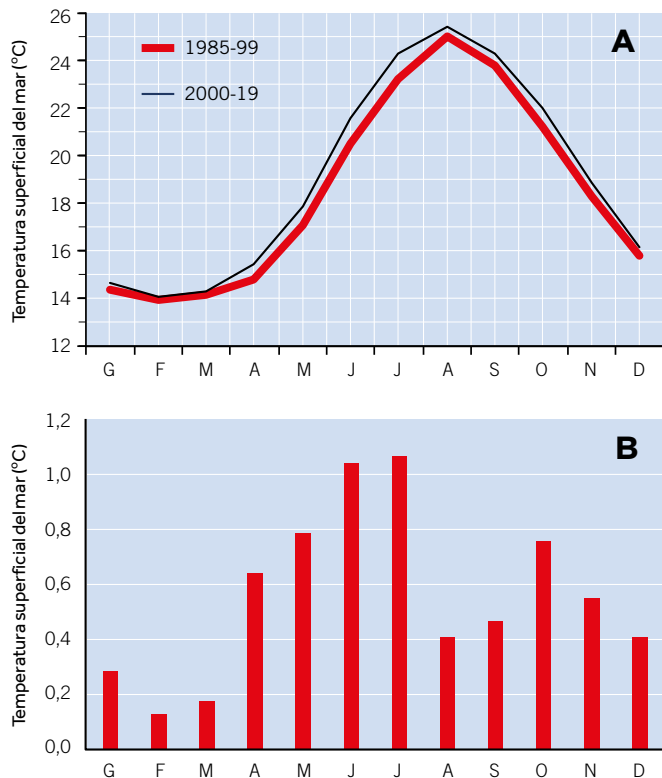 Temperatura superficial del mar (°C)
26
24
22
20
18
16
14
12
1985-99
2000-19
A
G F M A M J J A S O N D
Temperatura superficial del mar (°C)
1,2
1,0
0,8
0,6
0,4
0,2
0,0
B
G F M A M J J A S O N D